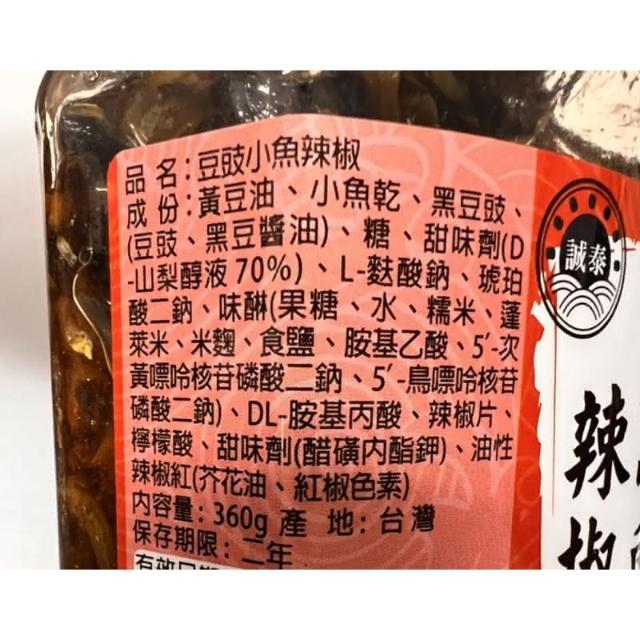 品名:豆豉小魚辣椒
成份:黃豆油、小魚乾、黑豆豉、
(豆豉、黑豆醬油)、糖、甜味劑(D
-山梨醇液70%)、L-麩酸鈉、琥珀
酸二鈉、味醂(果糖、水、糯米、蓬
萊米、米麴、食鹽、胺基乙酸、5'-次
黃嘌呤核苷磷酸二鈉、5'-鳥嘌呤核苷
磷酸二鈉)、DL-胺基丙酸、辣椒片、
檸檬酸、甜味劑(醋磺內酯鉀)、油性
辣椒紅(芥花油、紅椒色素)
內容量:360g 產 地:台灣
保存期限:二年
誠泰
辣
椒